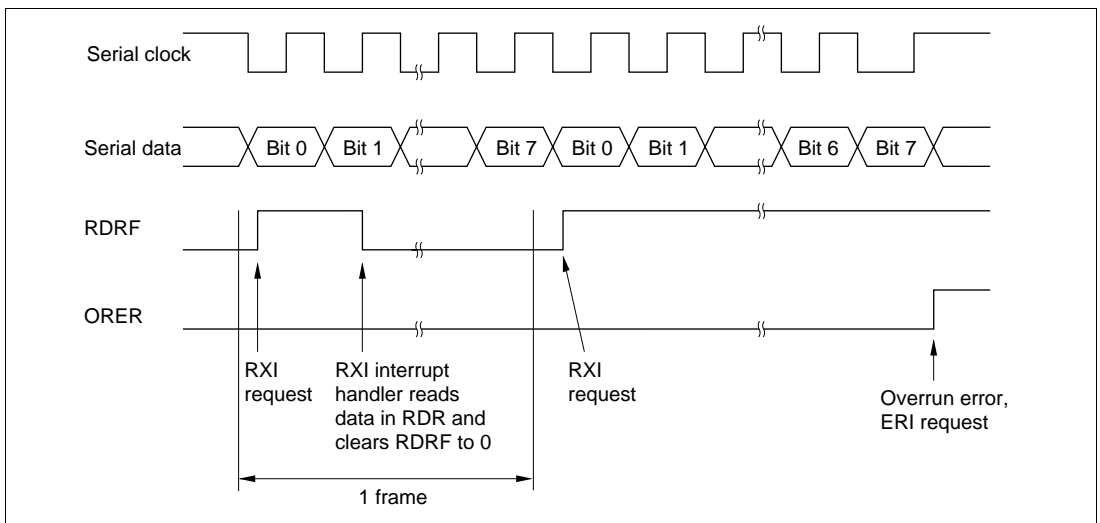 Serial clock
Serial data
Bit 0
Bit 1
Bit 7
Bit 0
Bit 1
Bit 6
Bit 7
RDRF
ORER
RXI
request
RXI interrupt
handler reads
data in RDR and
clears RDRF to 0
RXI
request
Overrun error,
ERI request
1 frame